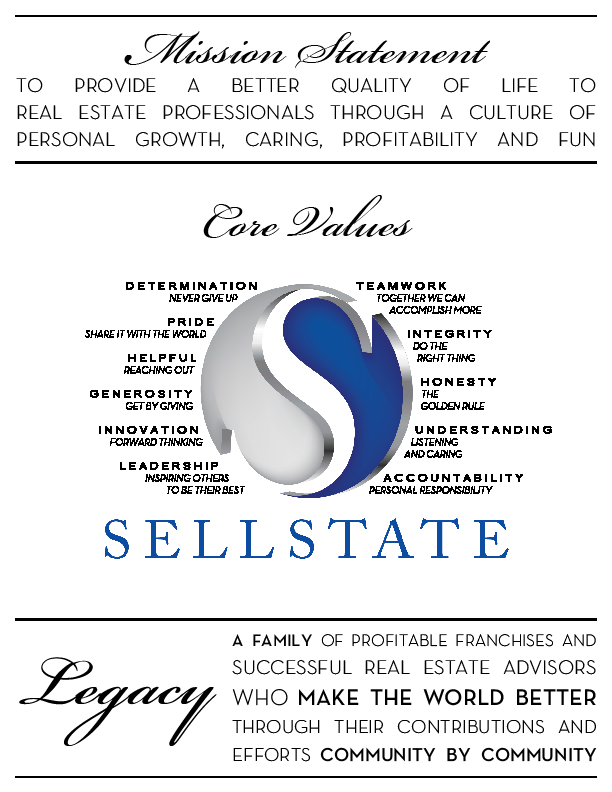 Mission Statement
TO PROVIDE A BETTER QUALITY OF LIFE TO
REAL ESTATE PROFESSIONALS THROUGH A CULTURE OF
PERSONAL GROWTH, CARING, PROFITABILITY AND FUN
Core Values
DETERMINATION
NEVER GIVE UP
PRIDE
SHARE IT WITH THE WORLD
HELPFUL
REACHING OUT
GENEROSITY
GET BY GIVING
INNOVATION
FORWARD THINKING
LEADERSHIP
INSPIRING OTHERS
TO BE THEIR BEST
TEAMWORK
TOGETHER WE CAN
ACCOMPLISH MORE
INTEGRITY
DO THE
RIGHT THING
HONESTY
THE
GOLDEN RULE
UNDERSTANDING
LISTENING
AND CARING
ACCOUNTABILITY
PERSONAL RESPONSIBILITY
SELLSTATE
Legacy
A FAMILY OF PROFITABLE FRANCHISES AND
SUCCESSFUL REAL ESTATE ADVISORS
WHO MAKE THE WORLD BETTER
THROUGH THEIR CONTRIBUTIONS AND
EFFORTS COMMUNITY BY COMMUNITY